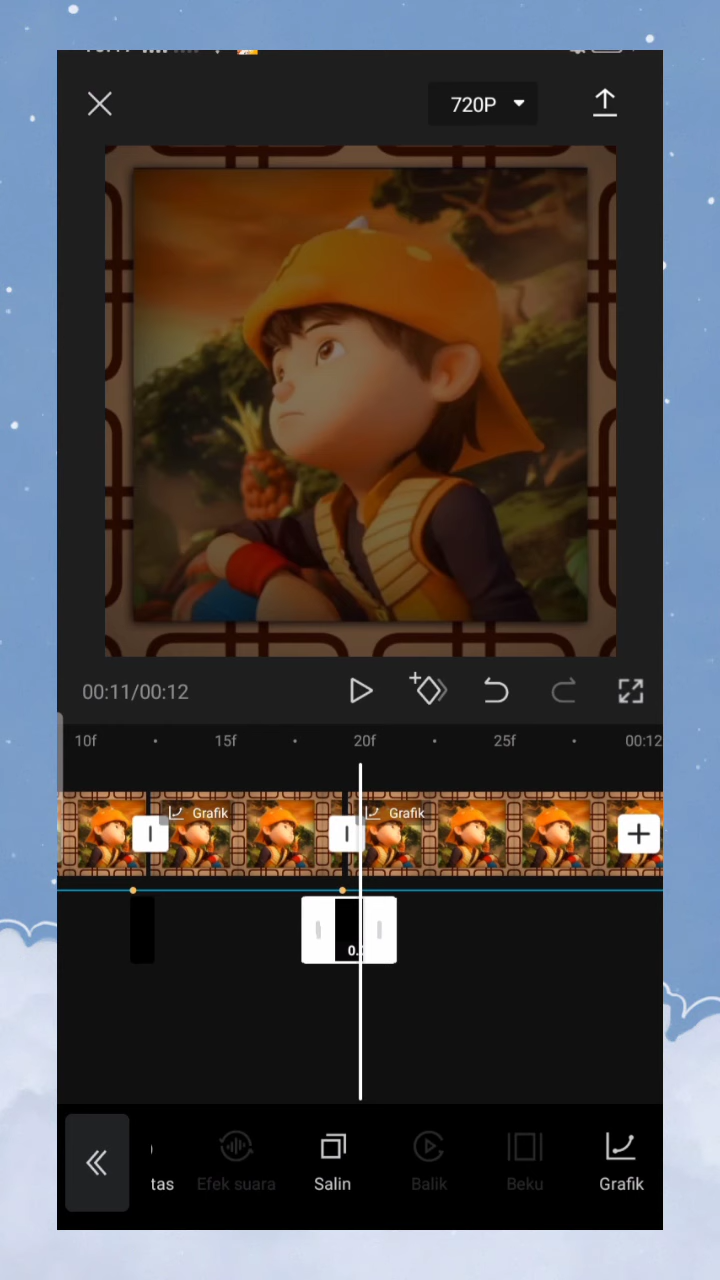 720P
00:11/00:12
10f
15f
20f
25f
00:12
Grafik
Grafik
tas
Efek suara
Salin
Balik
Beku
Grafik